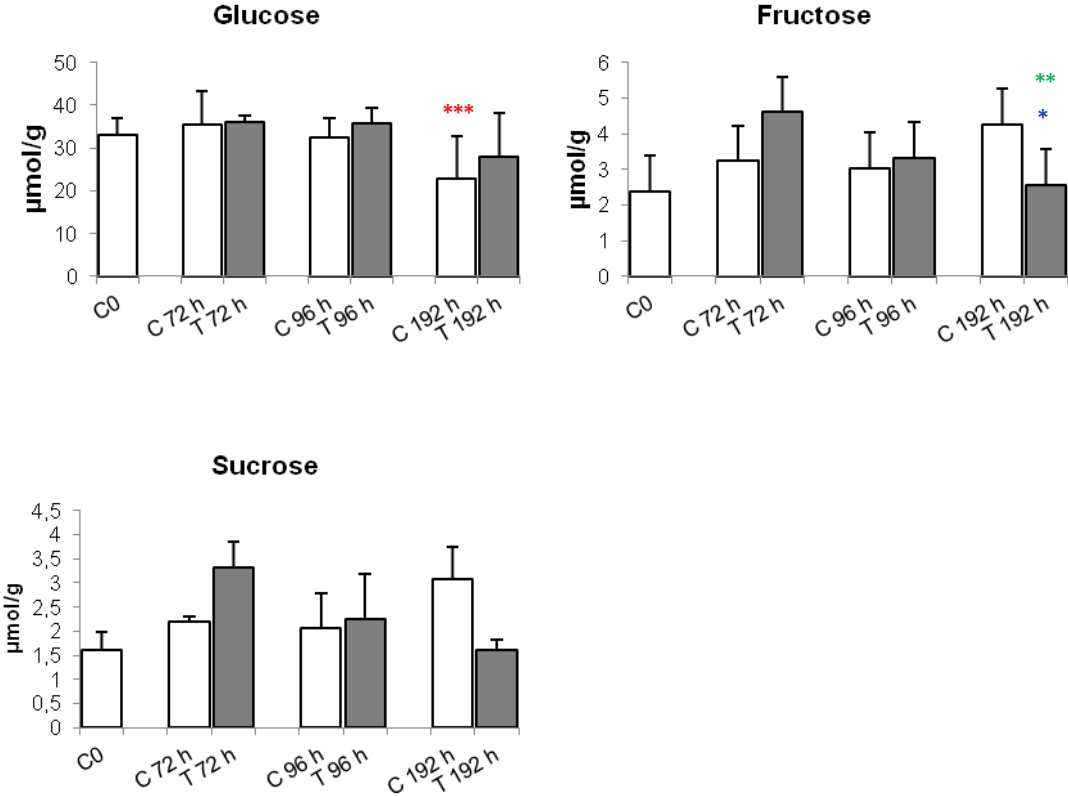 Glucose
50
40
30
20
10
0
µmol/g
***
C0
C 72 h
T 72 h
C 96 h
T 96 h
C 192 h
T 192 h
Fructose
6
5
4
3
2
1
0
µmol/g
**
*
C0
C 72 h
T 72 h
C 96 h
T 96 h
C 192 h
T 192 h
Sucrose
4,5
4
3,5
3
2,5
2
1,5
1
0,5
0
µmol/g
C0
C 72 h
T 72 h
C 96 h
T 96 h
C 192 h
T 192 h